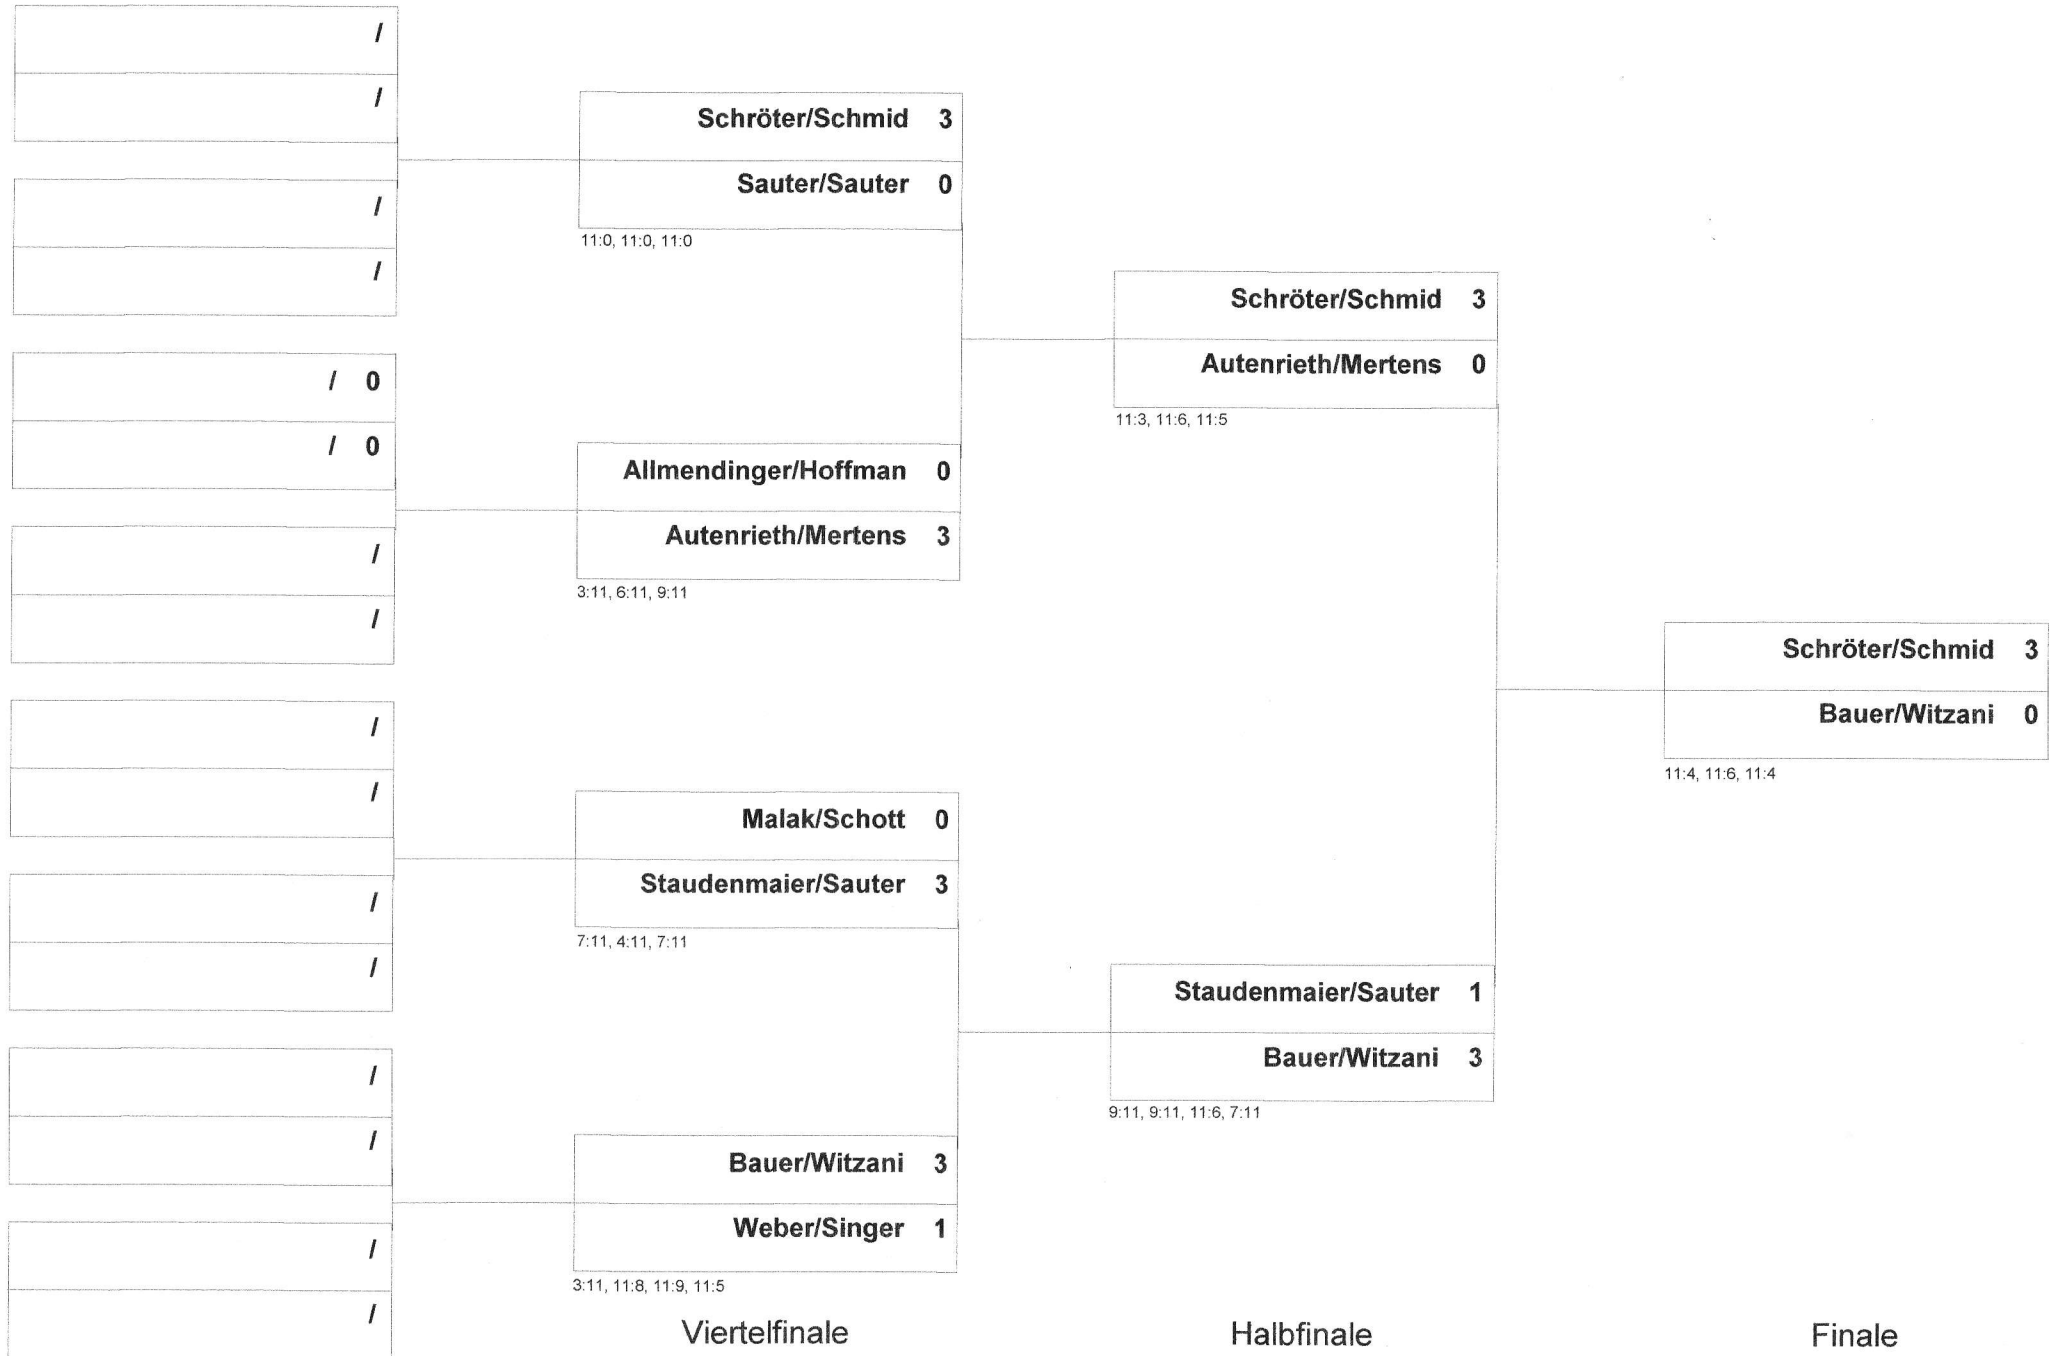 /
/
/
/
/ 0
/ 0
/
/
/
/
/
/
/
/
/
/
Schröter/Schmid 3
Sauter/Sauter 0
11:0, 11:0, 11:0
Allmendinger/Hoffman 0
Autenrieth/Mertens 3
3:11, 6:11, 9:11
Malak/Schott 0
Staudenmaier/Sauter 3
7:11, 4:11, 7:11
Bauer/Witzani 3
Weber/Singer 1
3:11, 11:8, 11:9, 11:5
Viertelfinale
Schröter/Schmid 3
Autenrieth/Mertens 0
11:3, 11:6, 11:5
Staudenmaier/Sauter 1
Bauer/Witzani 3
9:11, 9:11, 11:6, 7:11
Halbfinale
Schröter/Schmid 3
Bauer/Witzani 0
11:4, 11:6, 11:4
Finale